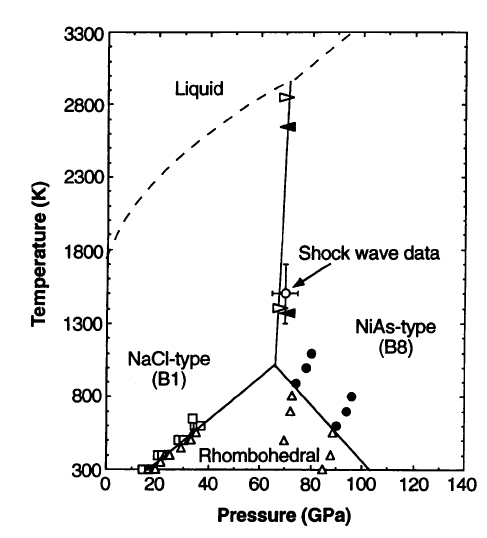 3300
2800
2300
1800
1300
800
300
Temperature (K)
Liquid
Shock wave data
NiAs-type
(B8)
NaCl-type
(B1)
Rhombohedral
0 20 40 60 80 100 120 140
Pressure (GPa)